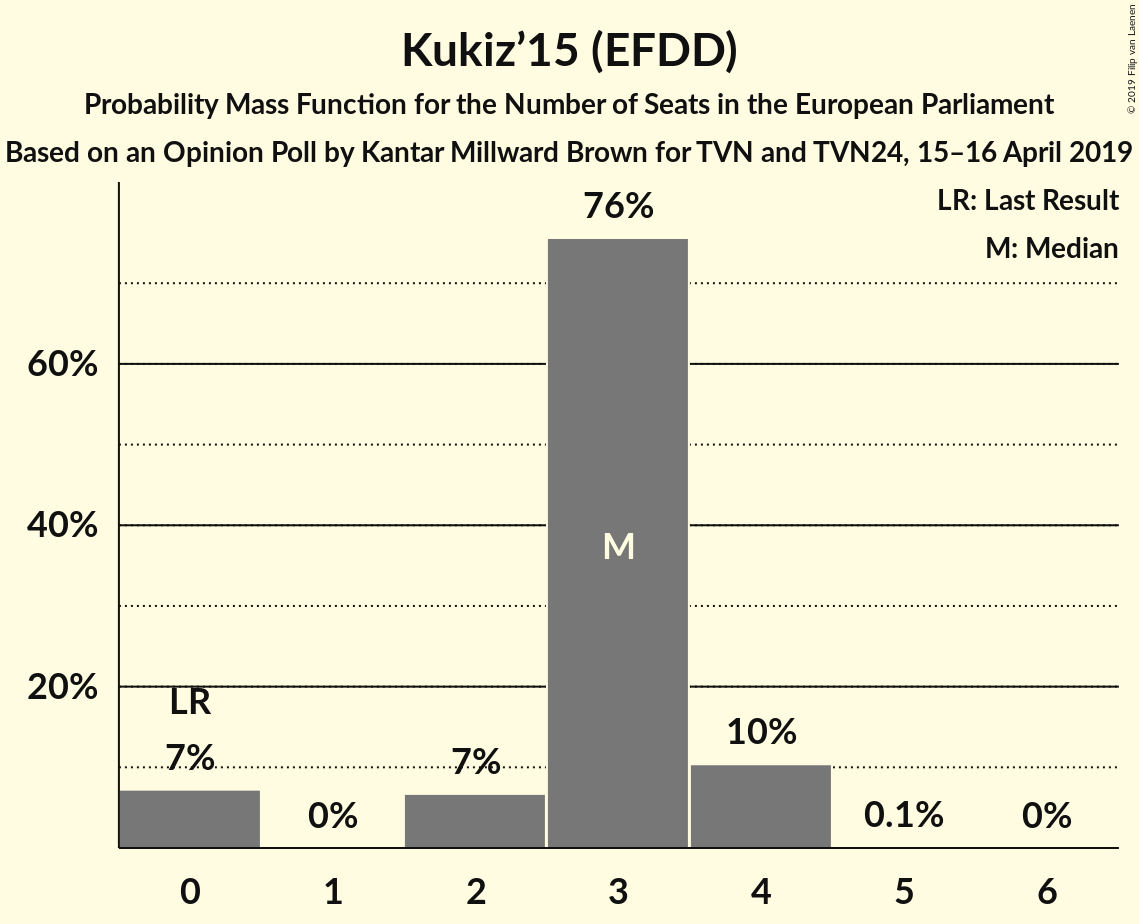 Kukiz’15 (EFDD)
Probability Mass Function for the Number of Seats in the European Parliament
Based on an Opinion Poll by Kantar Millward Brown for TVN and TVN24, 15–16 April 2019
© 2019 Filip van Laenen
LR: Last Result
M: Median
76%
60%
40%
M
20%
LR
7%
0%
7%
10%
0.1%
0%
0 1 2 3 4 5 6